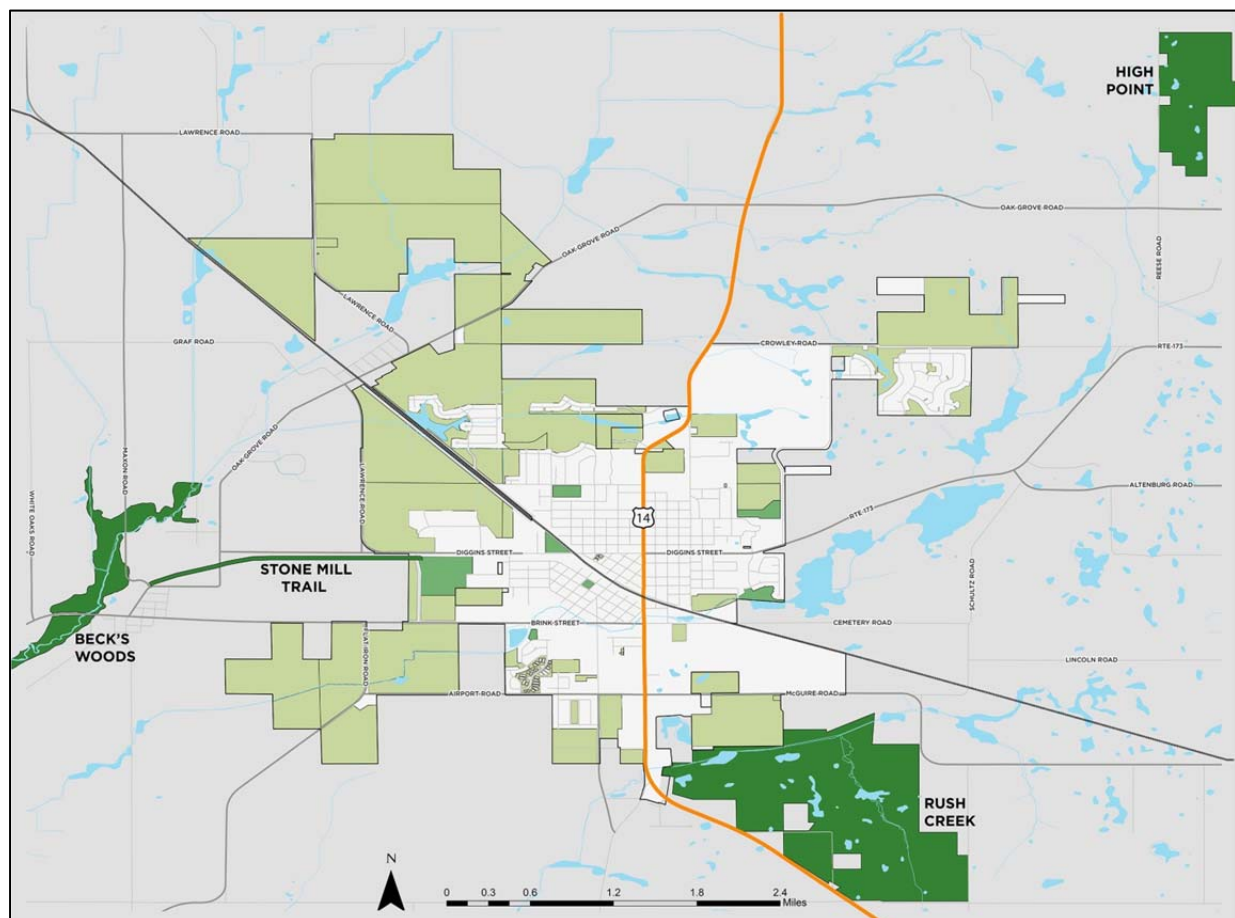 HIGH
POINT
LAWRENCE ROAD
OAK-GROVE-ROAD
OAK-GROVE ROAD
REESE ROAD
LAWRENCE ROAD
GRAF ROAD
CROWLEY-ROAD
RTE-173
MAXON ROAD
OAK-GROVE ROAD
LAWRENCE-ROAD
WHITE OAKS ROAD
ALTENBURG ROAD
RTE-173
14
DIGGINS STREET
DIGGINS STREET
STONE MILL
TRAIL
SCHULTZ ROAD
BECK'S
WOODS
BRINK-STREET
CEMETERY ROAD
LINCOLN ROAD
AIRPORT-ROAD
McGUIRE-ROAD
RUSH
CREEK
N
0 0.3 0.6 1.2 1.8 2.4
Miles